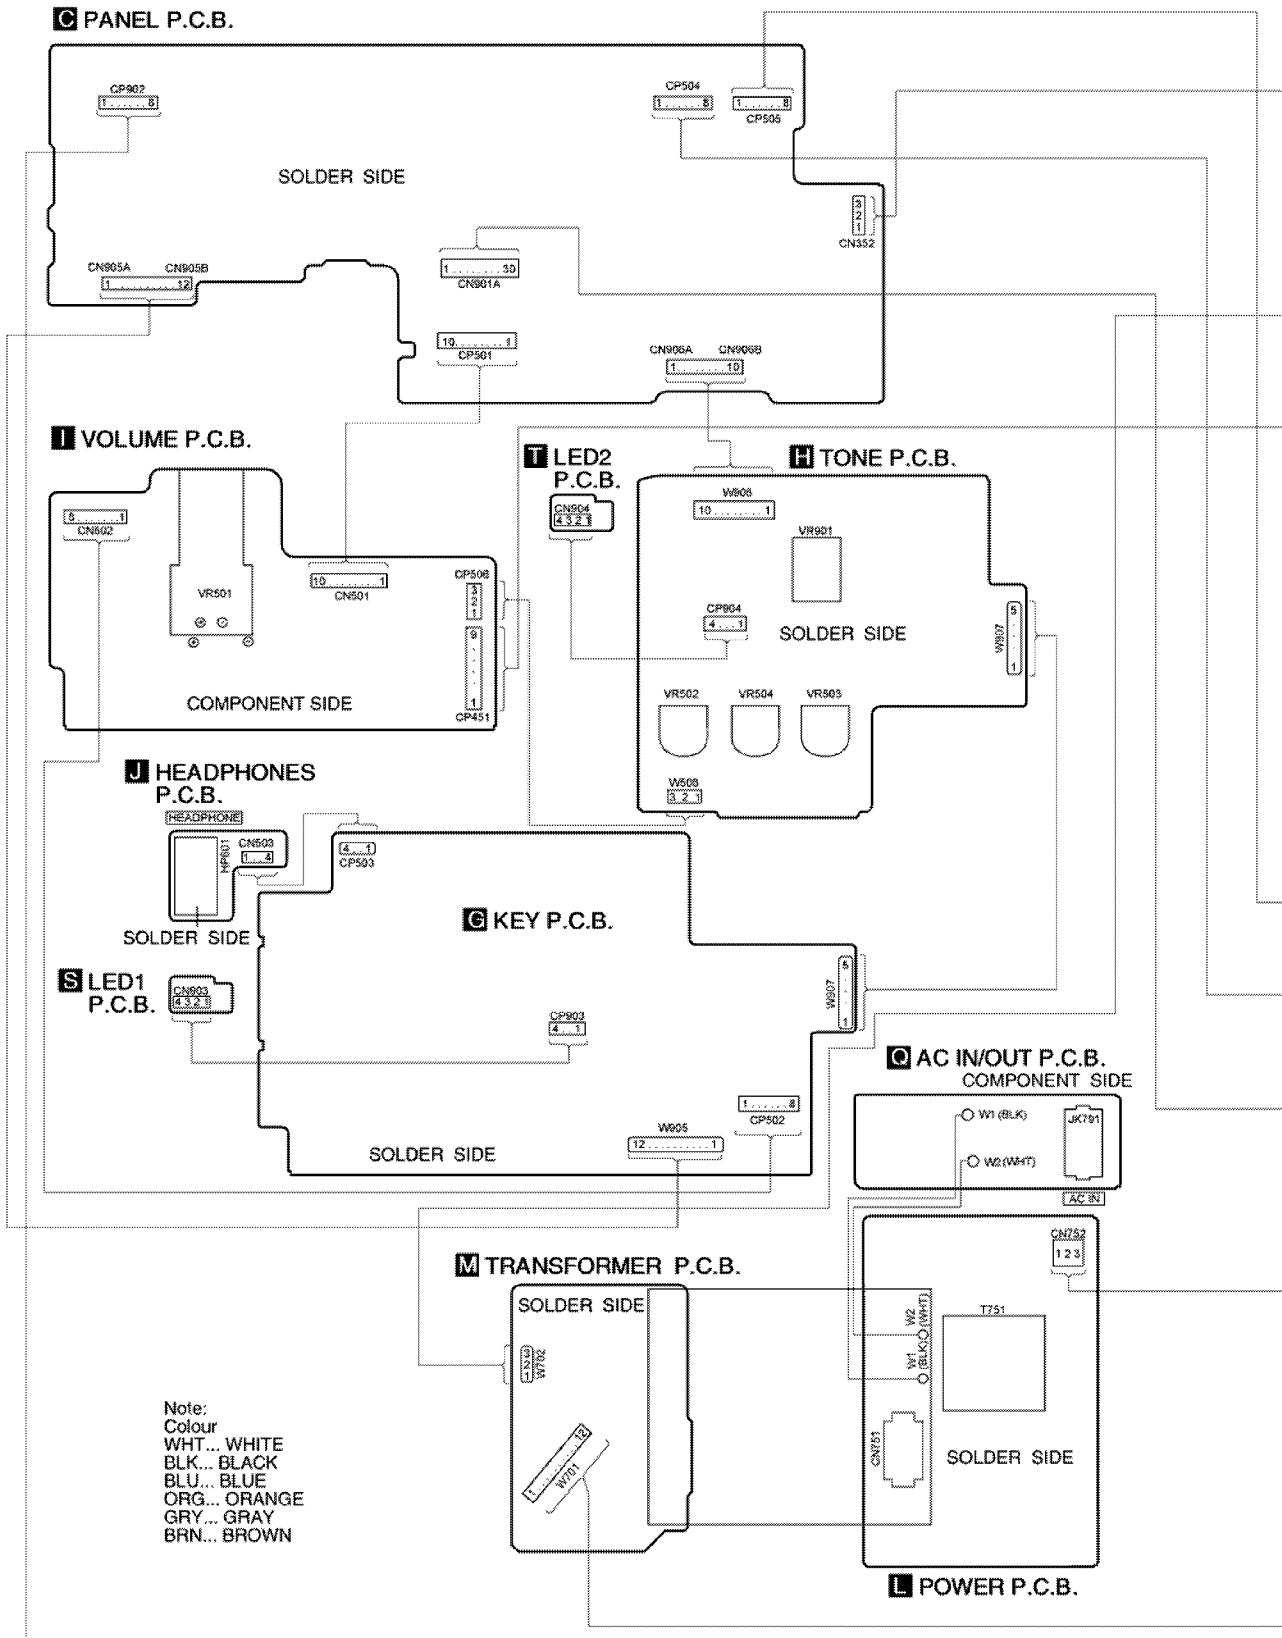 C PANEL P.C.B.
CP902
1......8
CP504
1.....8
1......8
CP505
SOLDER SIDE
3
2
1
CN352
CN905A CN905B
1.........12
1........30
CN901A
10........1
CP501
CN906A CN906B
1........10
I VOLUME P.C.B.
8.......1
CN602
VR501
10.......1
CN501
CP506
3
2
1
9
1
CP451
COMPONENT SIDE
T LED2
P.C.B.
CN904
4 3 2 1
H TONE P.C.B.
W906
10........1
VR901
CP904
4...1
SOLDER SIDE
5
1
W907
VR502
VR504
VR503
W506
3 2 1
J HEADPHONES
P.C.B.
HEADPHONE
HP601
CN503
1..4
SOLDER SIDE
4..1
CP503
G KEY P.C.B.
S LED1
P.C.B.
CN903
4 3 2 1
CP903
4..1
5
1
W907
1......8
CP502
W905
12..........1
SOLDER SIDE
Q AC IN/OUT P.C.B.
COMPONENT SIDE
W1 (BLK)
W2 (WHT)
JK791
AC IN
M TRANSFORMER P.C.B.
SOLDER SIDE
3
2
1
W702
1.........12
W701
CN752
1 2 3
T751
W2
(WHT)
W1
(BLK)
CN751
SOLDER SIDE
L POWER P.C.B.
Note:
Colour
WHT... WHITE
BLK... BLACK
BLU... BLUE
ORG... ORANGE
GRY... GRAY
BRN... BROWN